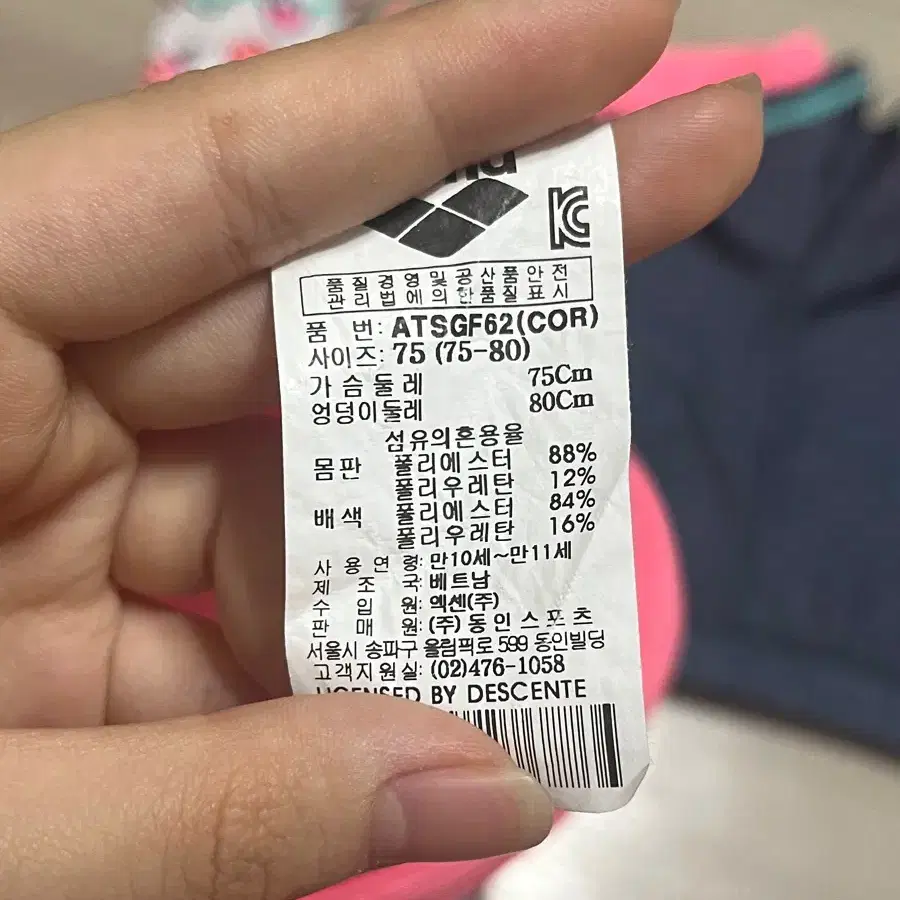 품질경영및공산품안전
관리법에의한품질표시
품 번: ATSGF62(COR)
사이즈: 75 (75-80)
가슴둘레 75Cm
엉덩이둘레 80Cm
섬유의혼용율
몸판 폴리에스터 88%
폴리우레탄 12%
배색 폴리에스터 84%
폴리우레탄 16%
사용연령: 만10세~만11세
제조국: 베트남
수입원: 엑센(주)
판매원: (주)동인스포츠
서울시 송파구 올림픽로 599 동인빌딩
고객지원실: (02)476-1058
LICENSED BY DESCENTE